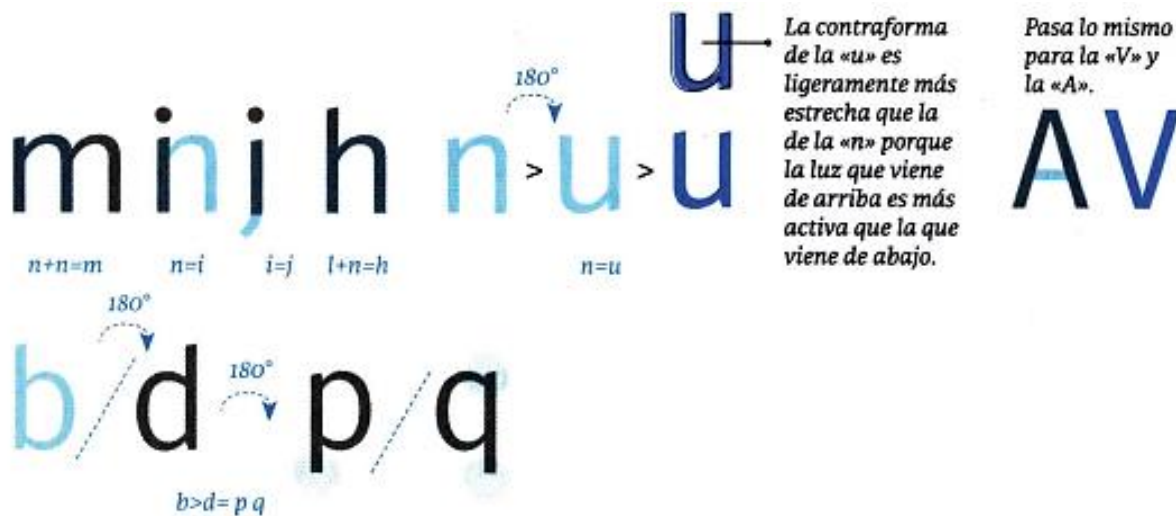 u
La contraforma
de la «u» es
ligeramente más
estrecha que la
de la «n» porque
la luz que viene
de arriba es más
activa que la que
viene de abajo.
Pasa lo mismo
para la «V» y
la «A».
180°
m n j h n > u > u
A V
n+n=m n=i i=j l+n=h n=u
180°
180°
b d p q
b>d= p q